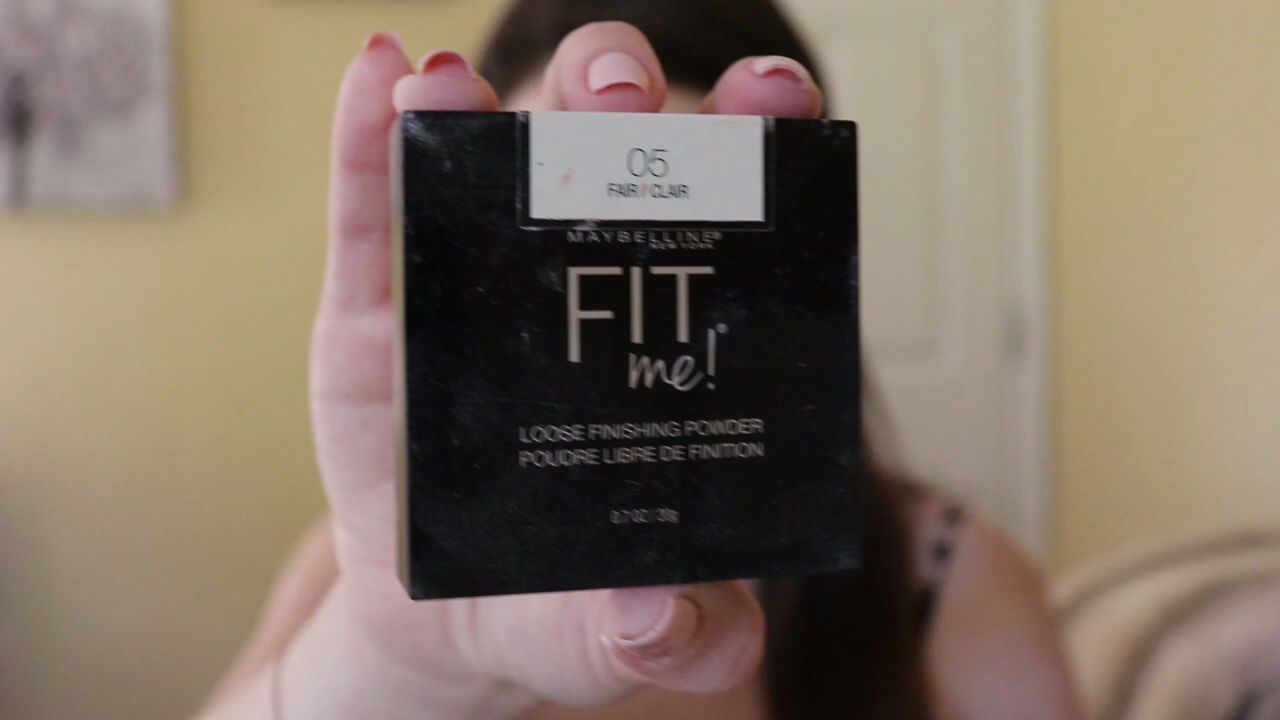 05
FAIR / CLAIR
MAYBELLINE®
NEW YORK
FIT
me!®
LOOSE FINISHING POWDER
POUDRE LIBRE DE FINITION
0.7 OZ / 20g